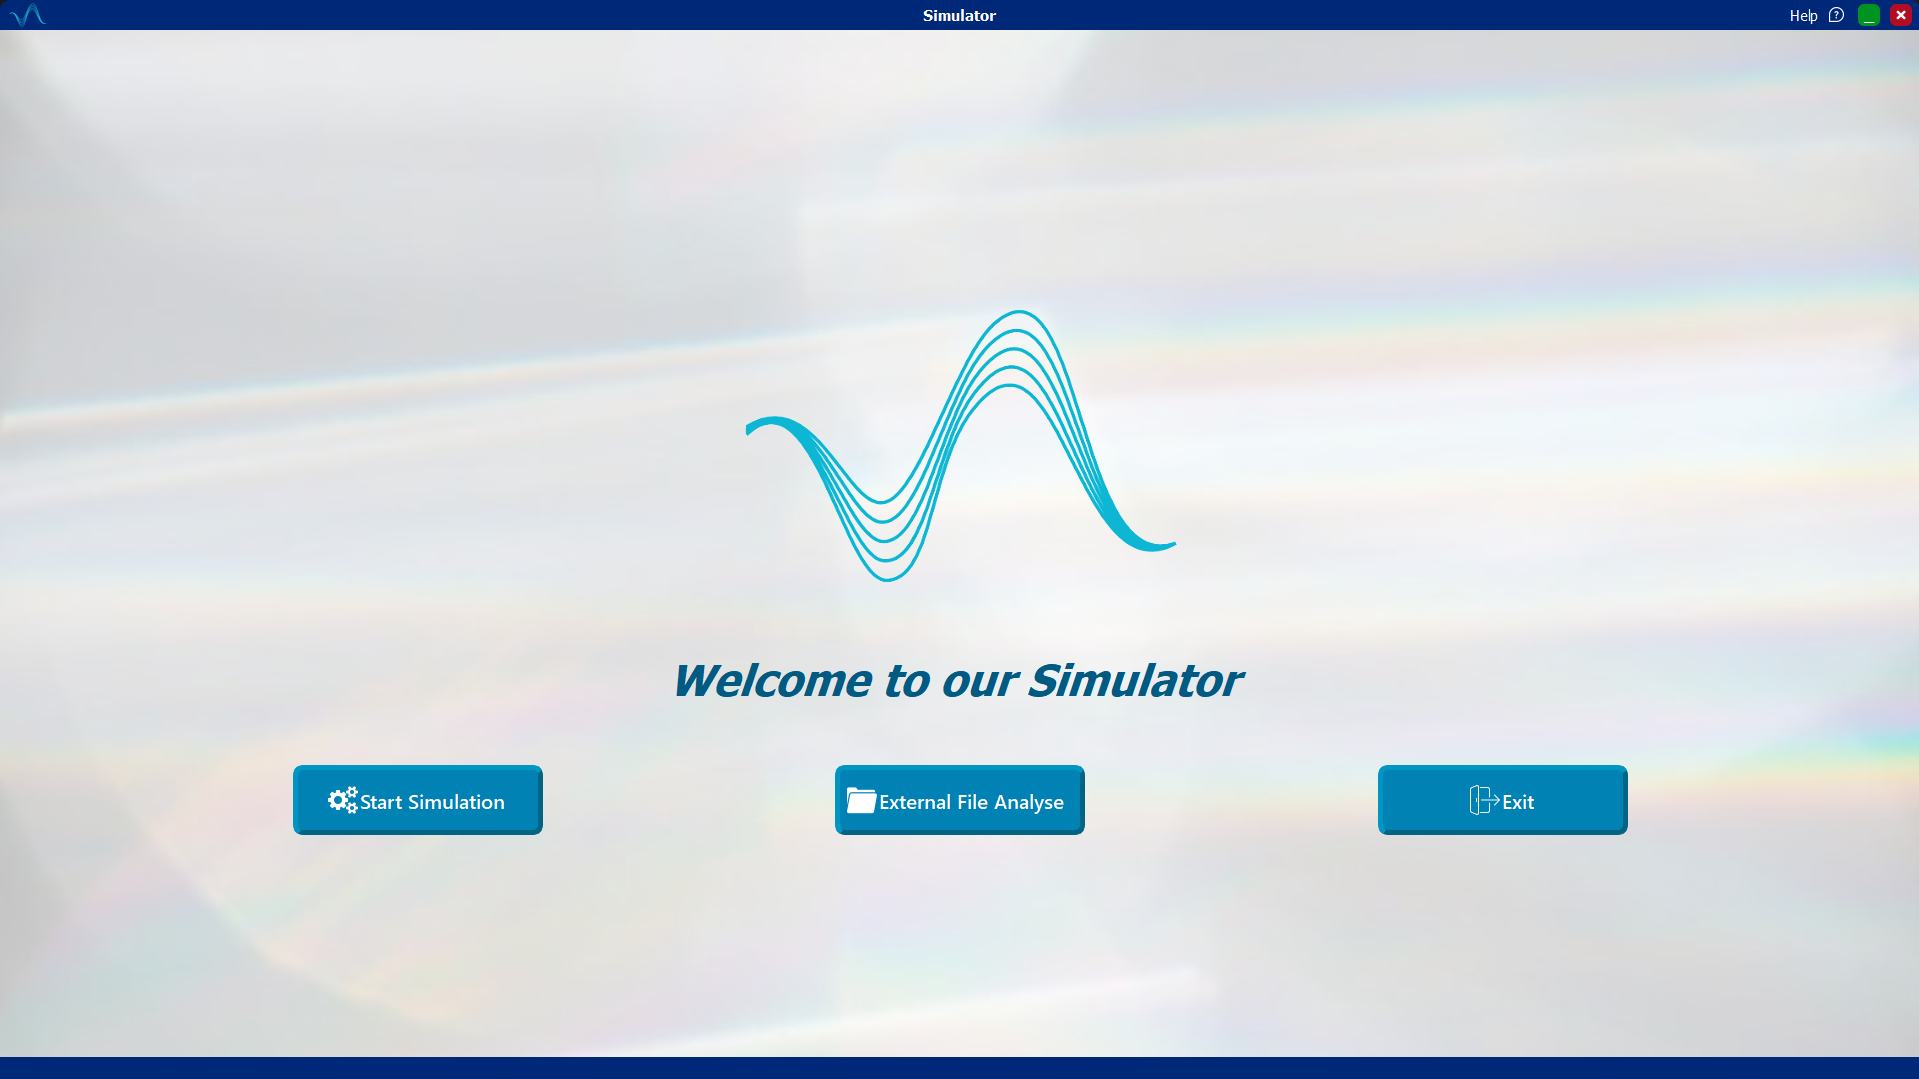 Simulator
Help
Welcome to our Simulator
Start Simulation
External File Analyse
Exit